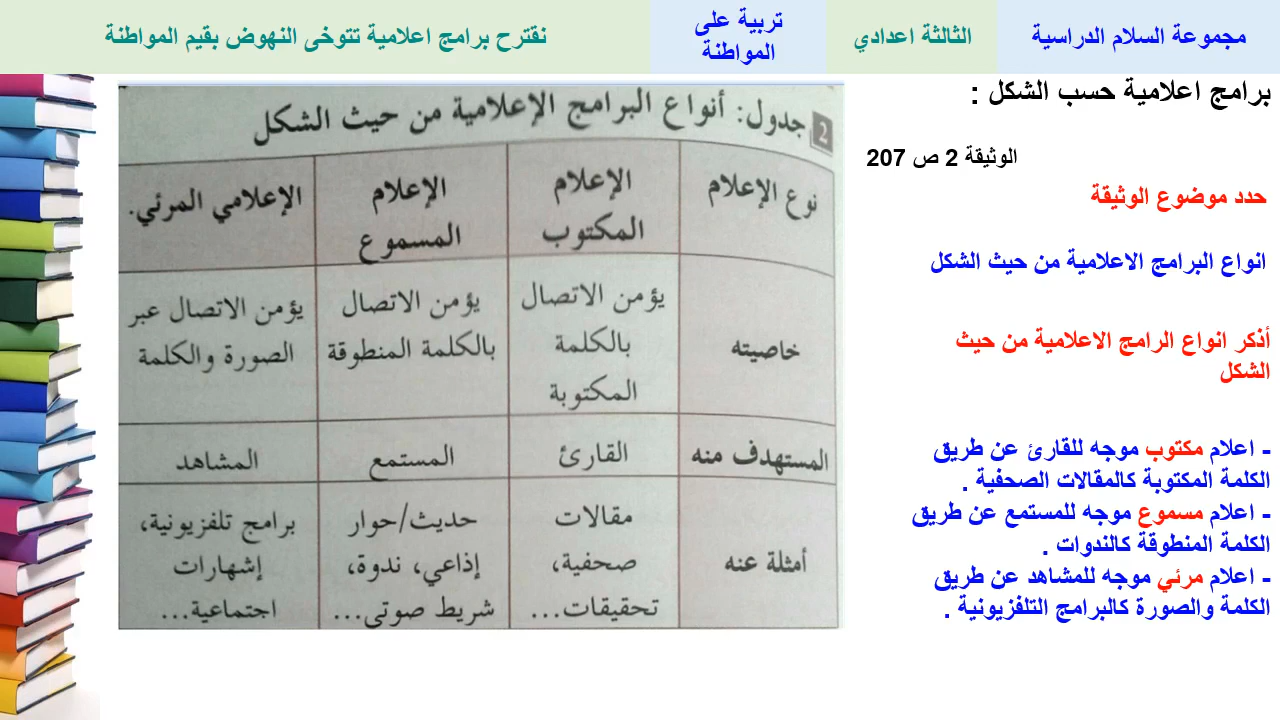 مجموعة السلام الدراسية
الثالثة اعدادي
تربية على
المواطنة
نقترح برامج اعلامية تتوخى النهوض بقيم المواطنة
برامج اعلامية حسب الشكل :
الوثيقة 2 ص 207
حدد موضوع الوثيقة
انواع البرامج الاعلامية من حيث الشكل
أذكر انواع الرامج الاعلامية من حيث
الشكل
- اعلام مكتوب موجه للقارئ عن طريق
الكلمة المكتوبة كالمقالات الصحفية .
- اعلام مسموع موجه للمستمع عن طريق
الكلمة المنطوقة كالندوات .
- اعلام مرئي موجه للمشاهد عن طريق
الكلمة والصورة كالبرامج التلفزيونية .
2 جدول: أنواع البرامج الإعلامية من حيث الشكل
نوع الإعلام
الإعلام
المكتوب
الإعلام
المسموع
الإعلامي المرئي.
خاصيته
يؤمن الاتصال
بالكلمة
المكتوبة
يؤمن الاتصال
بالكلمة المنطوقة
يؤمن الاتصال عبر
الصورة والكلمة
المستهدف منه
القارئ
المستمع
المشاهد
أمثلة عنه
مقالات
صحفية،
تحقيقات...
حديث/حوار
إذاعي، ندوة،
شريط صوتي...
برامج تلفزيونية،
إشهارات
اجتماعية...